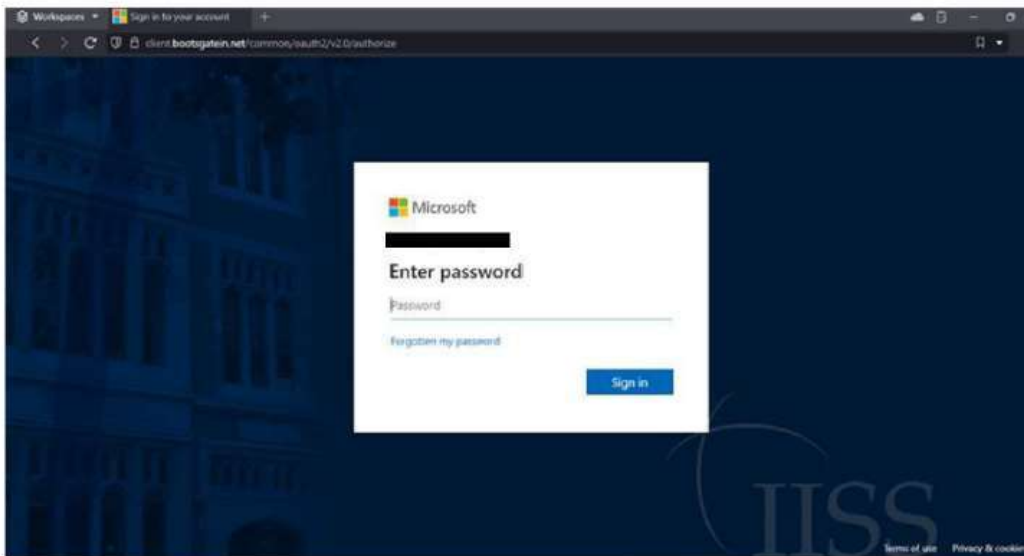 Workspaces
Sign in to your account
client.bootsgatein.net/common/oauth2/v2.0/authorize
Microsoft
Enter password
Password
Forgotten my password
Sign in
IISS
Terms of use Privacy & cookies